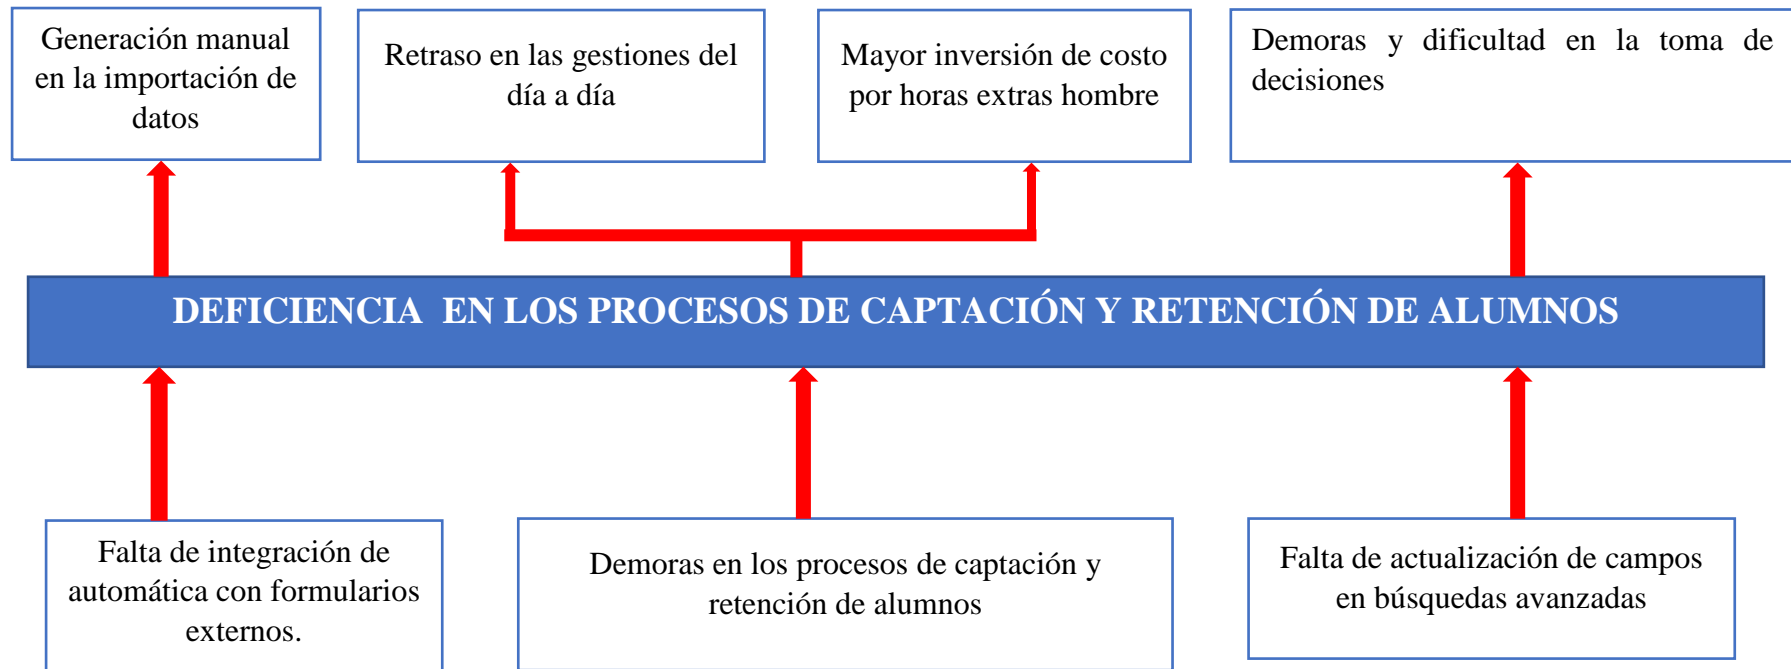 Generación manual
en la importación de
datos
Retraso en las gestiones del
día a día
Mayor inversión de costo
por horas extras hombre
Demoras y dificultad en la toma de
decisiones
DEFICIENCIA EN LOS PROCESOS DE CAPTACIÓN Y RETENCIÓN DE ALUMNOS
Falta de integración de
automática con formularios
externos.
Demoras en los procesos de captación y
retención de alumnos
Falta de actualización de campos
en búsquedas avanzadas